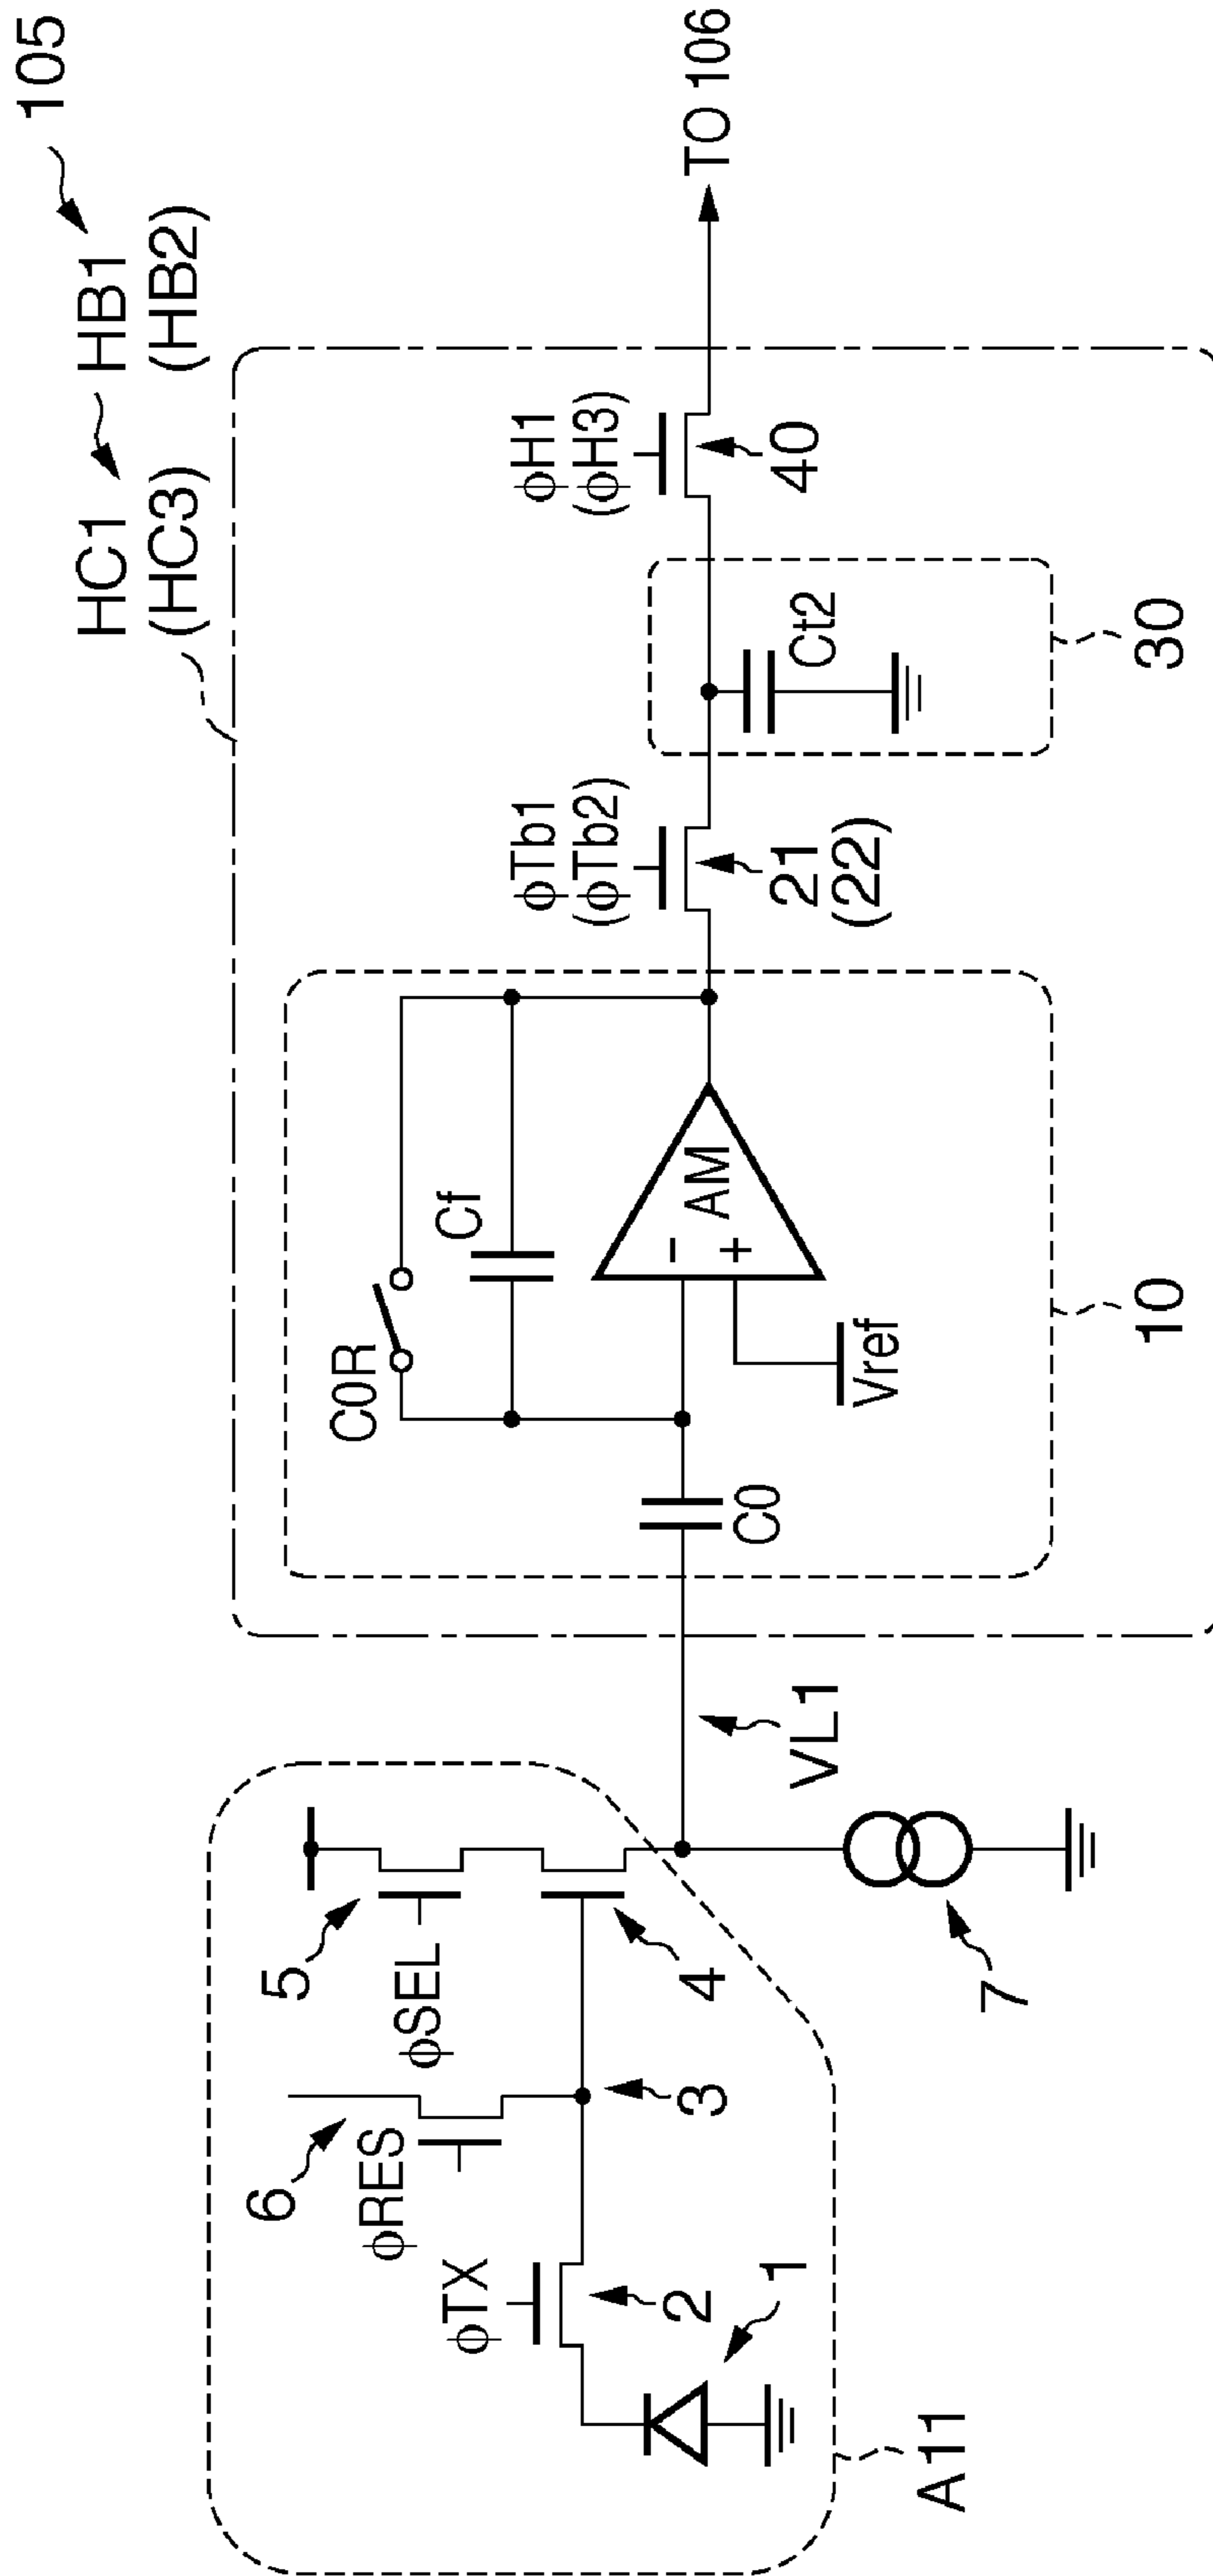 105
HC1
(HC3)
HB1
(HB2)
TO 106
ϕH1
(ϕH3)
40
Ct2
30
ϕTb1
(ϕTb2)
21
(22)
C0R
Cf
AM
-
+
Vref
C0
10
VL1
5
ϕSEL
4
7
6
ϕRES
3
ϕTX
2
1
A11